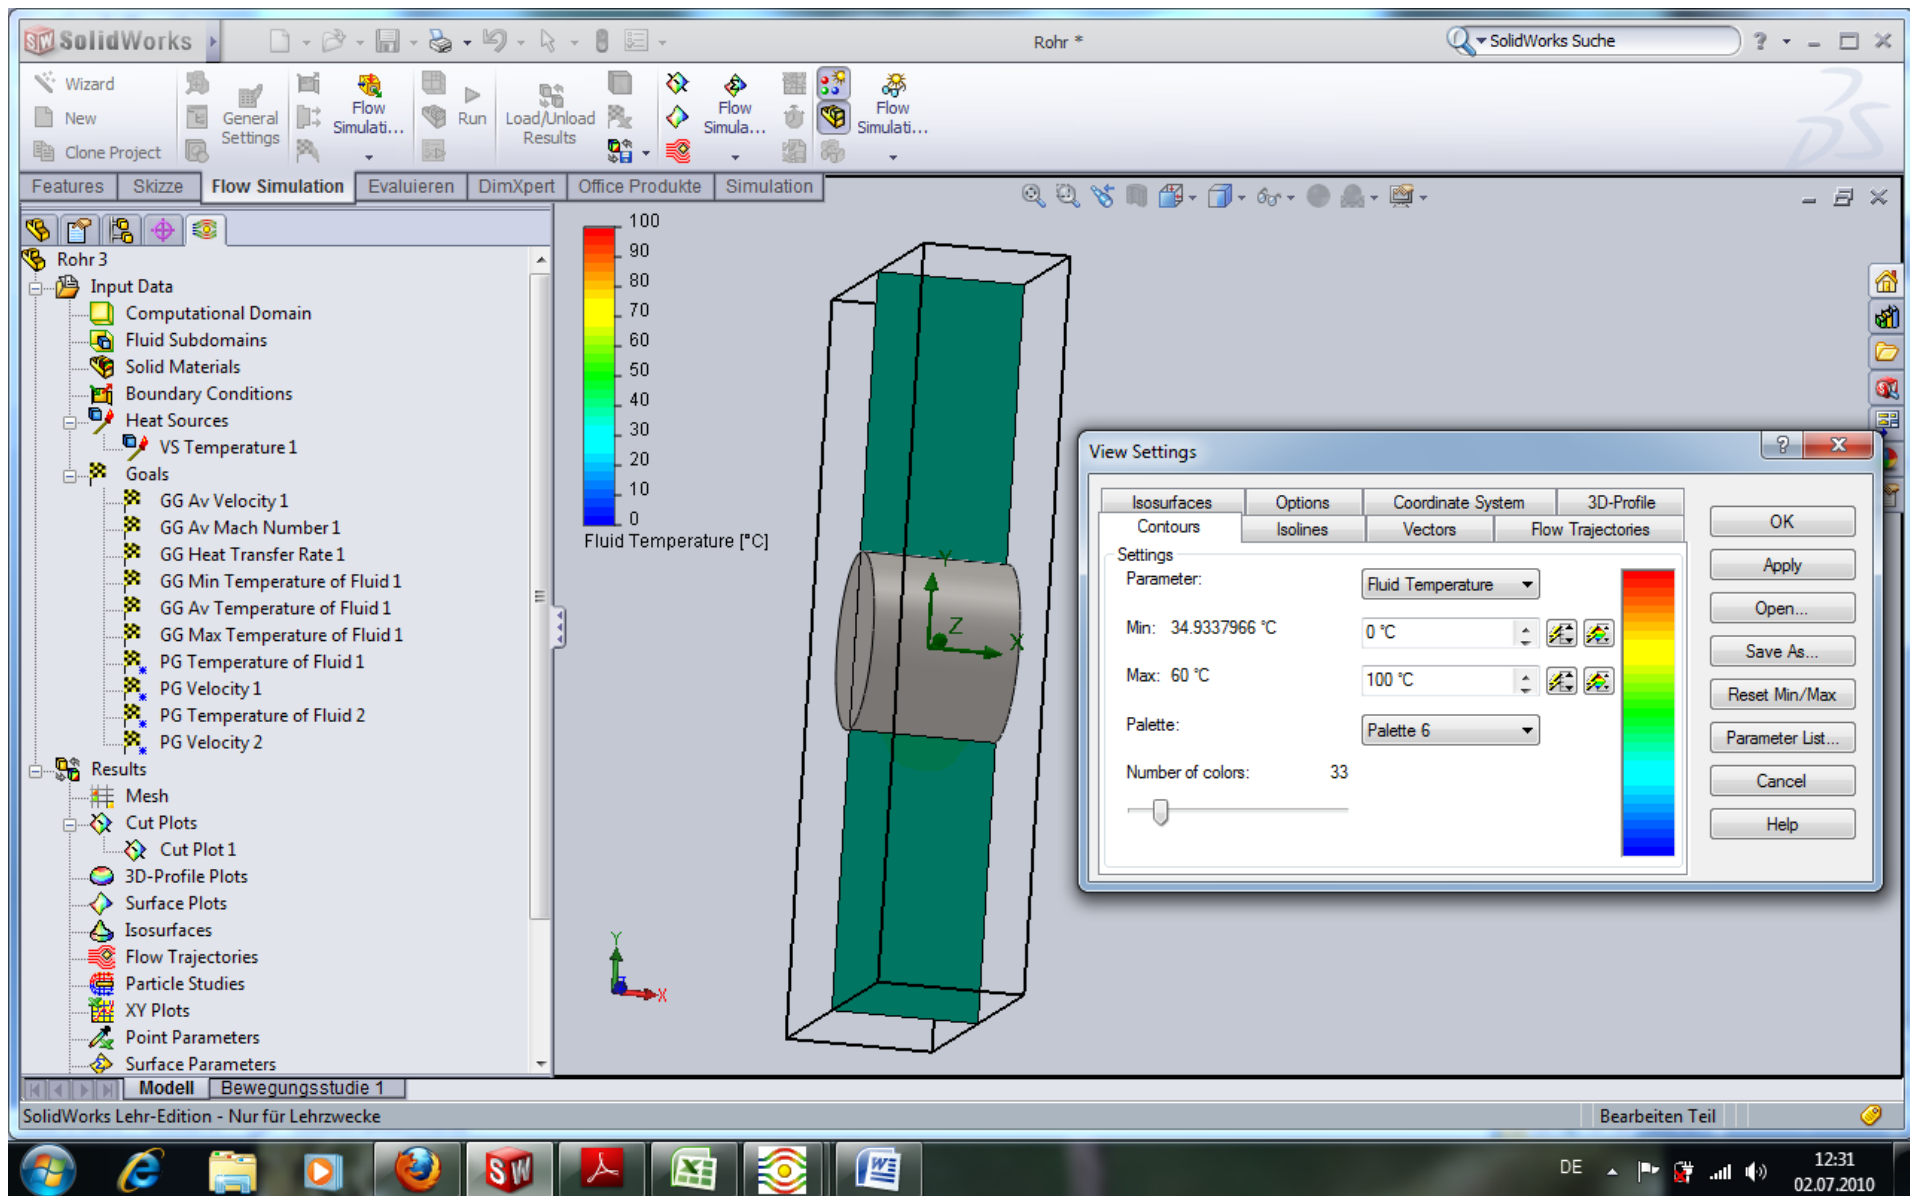 SolidWorks
Rohr *
SolidWorks Suche
Wizard
New
Clone Project
General Settings
Flow Simulati...
Run
Load/Unload Results
Flow Simula...
Flow Simulati...
Features Skizze Flow Simulation Evaluieren DimXpert Office Produkte Simulation
Rohr 3
Input Data
Computational Domain
Fluid Subdomains
Solid Materials
Boundary Conditions
Heat Sources
VS Temperature 1
Goals
GG Av Velocity 1
GG Av Mach Number 1
GG Heat Transfer Rate 1
GG Min Temperature of Fluid 1
GG Av Temperature of Fluid 1
GG Max Temperature of Fluid 1
PG Temperature of Fluid 1
PG Velocity 1
PG Temperature of Fluid 2
PG Velocity 2
Results
Mesh
Cut Plots
Cut Plot 1
3D-Profile Plots
Surface Plots
Isosurfaces
Flow Trajectories
Particle Studies
XY Plots
Point Parameters
Surface Parameters
100
90
80
70
60
50
40
30
20
10
0
Fluid Temperature [°C]
Y
Z
X
Y
X
View Settings
Isosurfaces Options Coordinate System 3D-Profile
Contours Isolines Vectors Flow Trajectories
Settings
Parameter: Fluid Temperature
Min: 34.9337966 °C 0 °C
Max: 60 °C 100 °C
Palette: Palette 6
Number of colors: 33
OK
Apply
Open...
Save As...
Reset Min/Max
Parameter List...
Cancel
Help
Modell Bewegungsstudie 1
SolidWorks Lehr-Edition - Nur für Lehrzwecke
Bearbeiten Teil
DE
12:31
02.07.2010